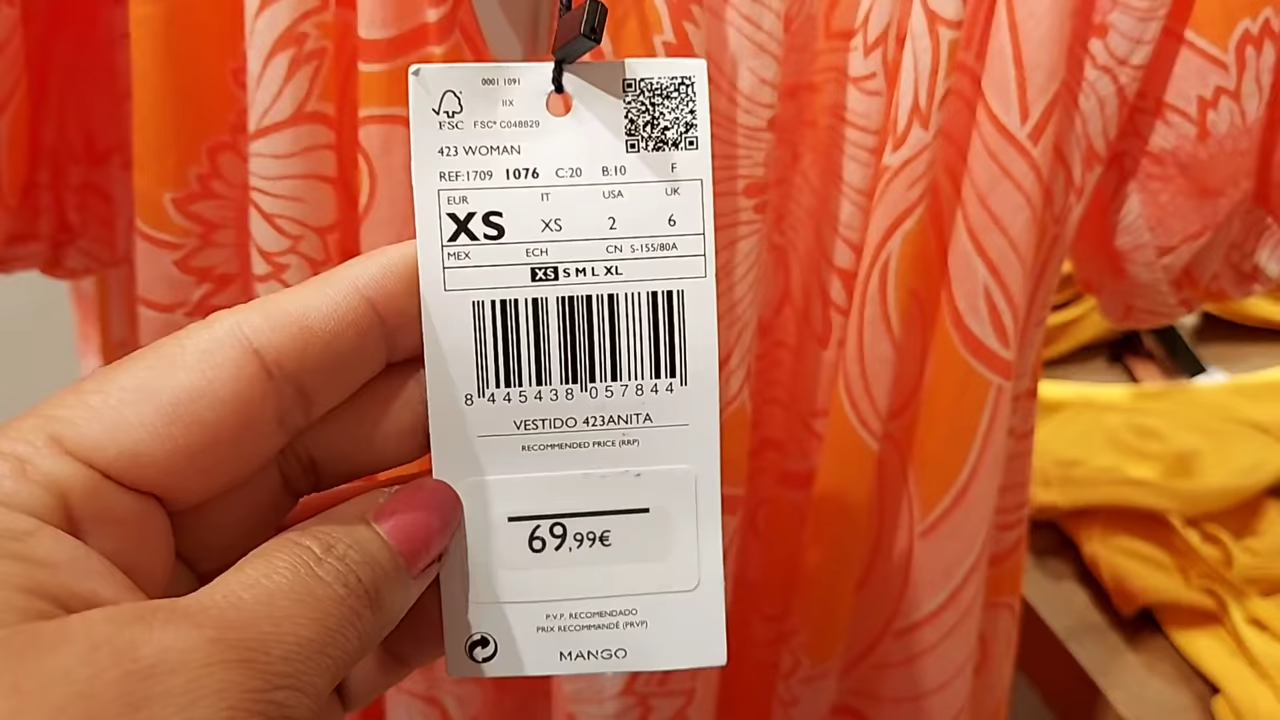 0001 1091
IIX
FSC FSC® C048829
423 WOMAN
REF:1709 1076 C:20 B:10 F
EUR IT USA UK
XS XS 2 6
MEX ECH CN S-155/80A
XS S M L XL
8 445438 057844
VESTIDO 423ANITA
RECOMMENDED PRICE (RRP)
69,99€
P.V.P. RECOMENDADO
PRIX RECOMMANDÉ (PRVP)
MANGO